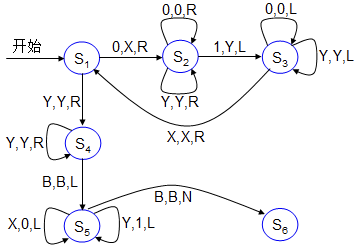 0,0,R
0,0,L
开始
0,X,R
1,Y,L
S1
S2
S3
Y,Y,L
Y,Y,R
Y,Y,R
X,X,R
Y,Y,R
S4
B,B,L
B,B,N
X,0,L
S5
Y,1,L
S6